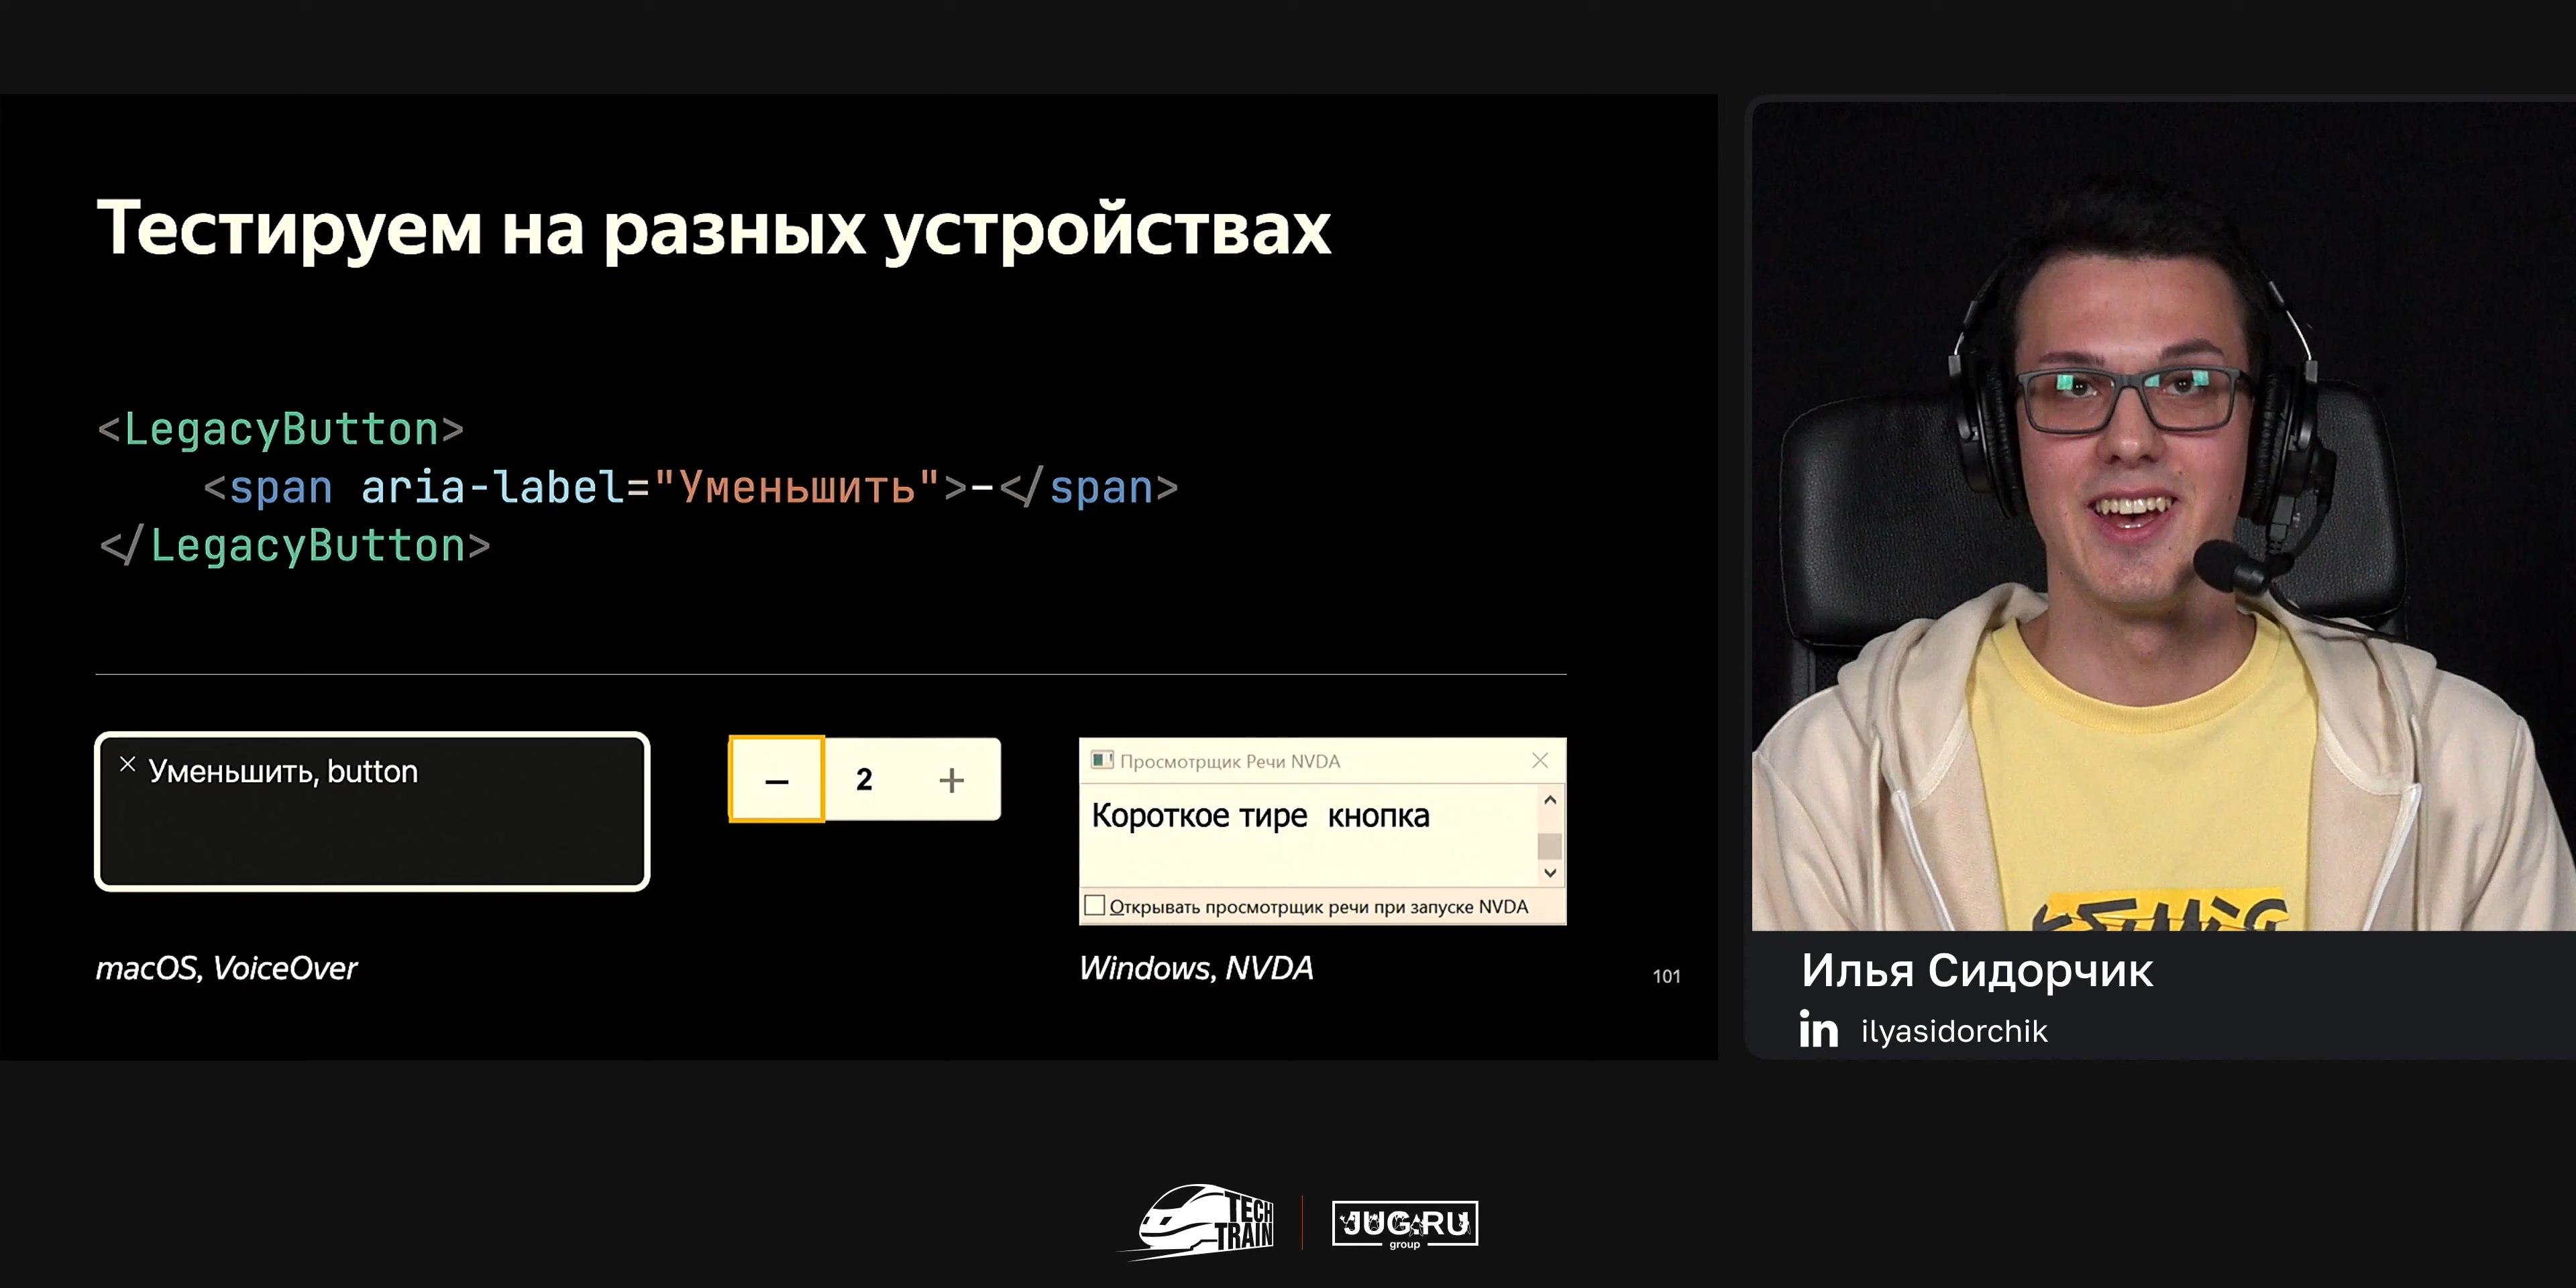 Тестируем на разных устройствах
<LegacyButton>
<span aria-label="Уменьшить">–</span>
</LegacyButton>
× Уменьшить, button
– 2 +
Просмотрщик Речи NVDA
Короткое тире кнопка
Открывать просмотрщик речи при запуске NVDA
macOS, VoiceOver
Windows, NVDA
101
Илья Сидорчик
in ilyasidorchik
TECH
TRAIN
JUG.RU
group